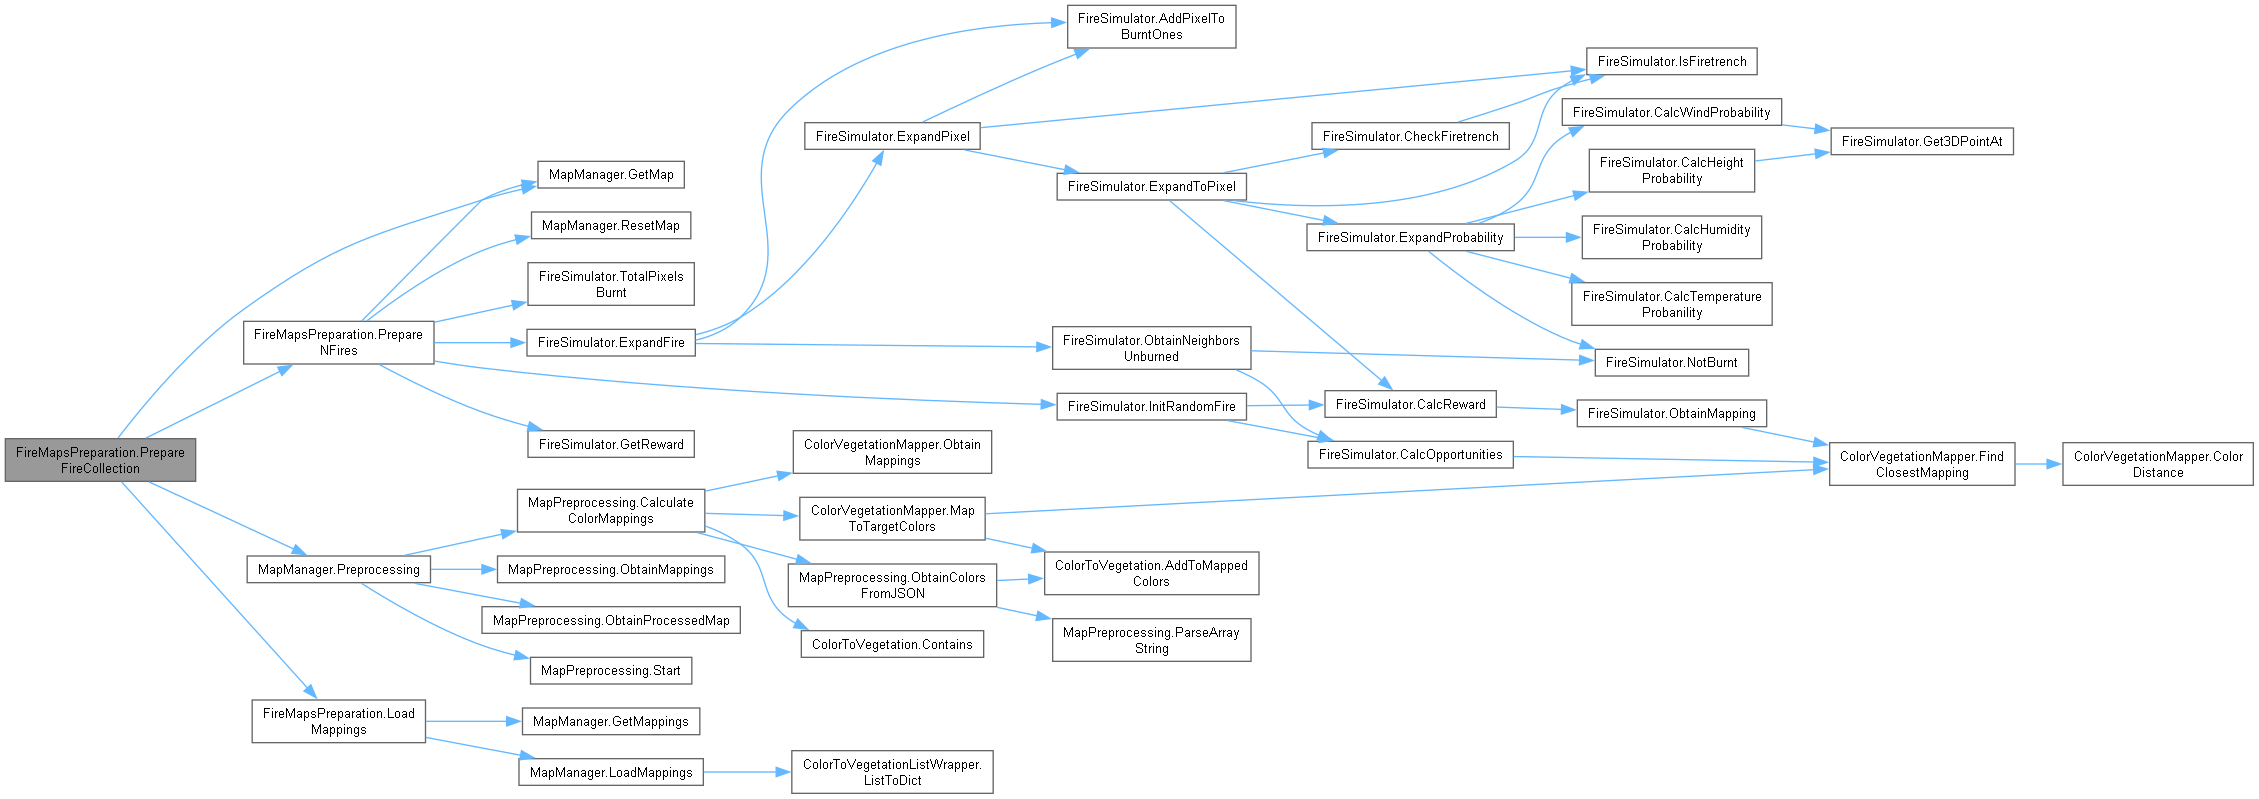 FireMapsPreparation.Prepare
FireCollection
MapManager.GetMap
FireMapsPreparation.Prepare
NFires
MapManager.ResetMap
FireSimulator.TotalPixels
Burnt
FireSimulator.ExpandFire
FireSimulator.AddPixelTo
BurntOnes
FireSimulator.ExpandPixel
FireSimulator.ExpandToPixel
FireSimulator.CheckFiretrench
FireSimulator.IsFiretrench
FireSimulator.ExpandProbability
FireSimulator.CalcWindProbability
FireSimulator.CalcHeight
Probability
FireSimulator.Get3DPointAt
FireSimulator.CalcHumidity
Probability
FireSimulator.CalcTemperature
Probanility
FireSimulator.NotBurnt
FireSimulator.ObtainNeighbors
Unburned
FireSimulator.InitRandomFire
FireSimulator.CalcReward
FireSimulator.ObtainMapping
FireSimulator.CalcOpportunities
ColorVegetationMapper.Find
ClosestMapping
ColorVegetationMapper.Color
Distance
FireSimulator.GetReward
MapManager.Preprocessing
MapPreprocessing.Calculate
ColorMappings
ColorVegetationMapper.Obtain
Mappings
ColorVegetationMapper.Map
ToTargetColors
MapPreprocessing.ObtainColors
FromJSON
ColorToVegetation.AddToMapped
Colors
MapPreprocessing.ParseArray
String
ColorToVegetation.Contains
MapPreprocessing.ObtainMappings
MapPreprocessing.ObtainProcessedMap
MapPreprocessing.Start
FireMapsPreparation.Load
Mappings
MapManager.GetMappings
MapManager.LoadMappings
ColorToVegetationListWrapper.
ListToDict